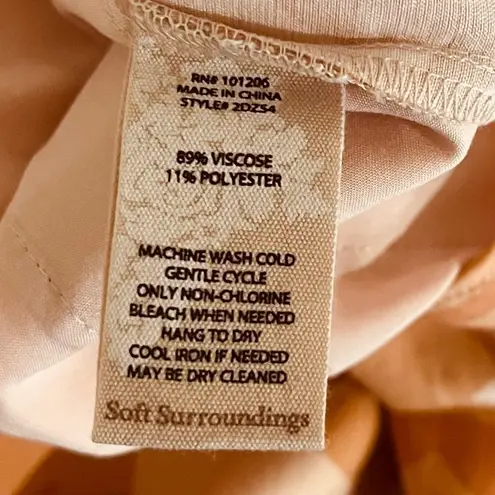 RN# 101206
MADE IN CHINA
STYLE# 2DZ54
89% VISCOSE
11% POLYESTER
MACHINE WASH COLD
GENTLE CYCLE
ONLY NON-CHLORINE
BLEACH WHEN NEEDED
HANG TO DRY
COOL IRON IF NEEDED
MAY BE DRY CLEANED
Soft Surroundings